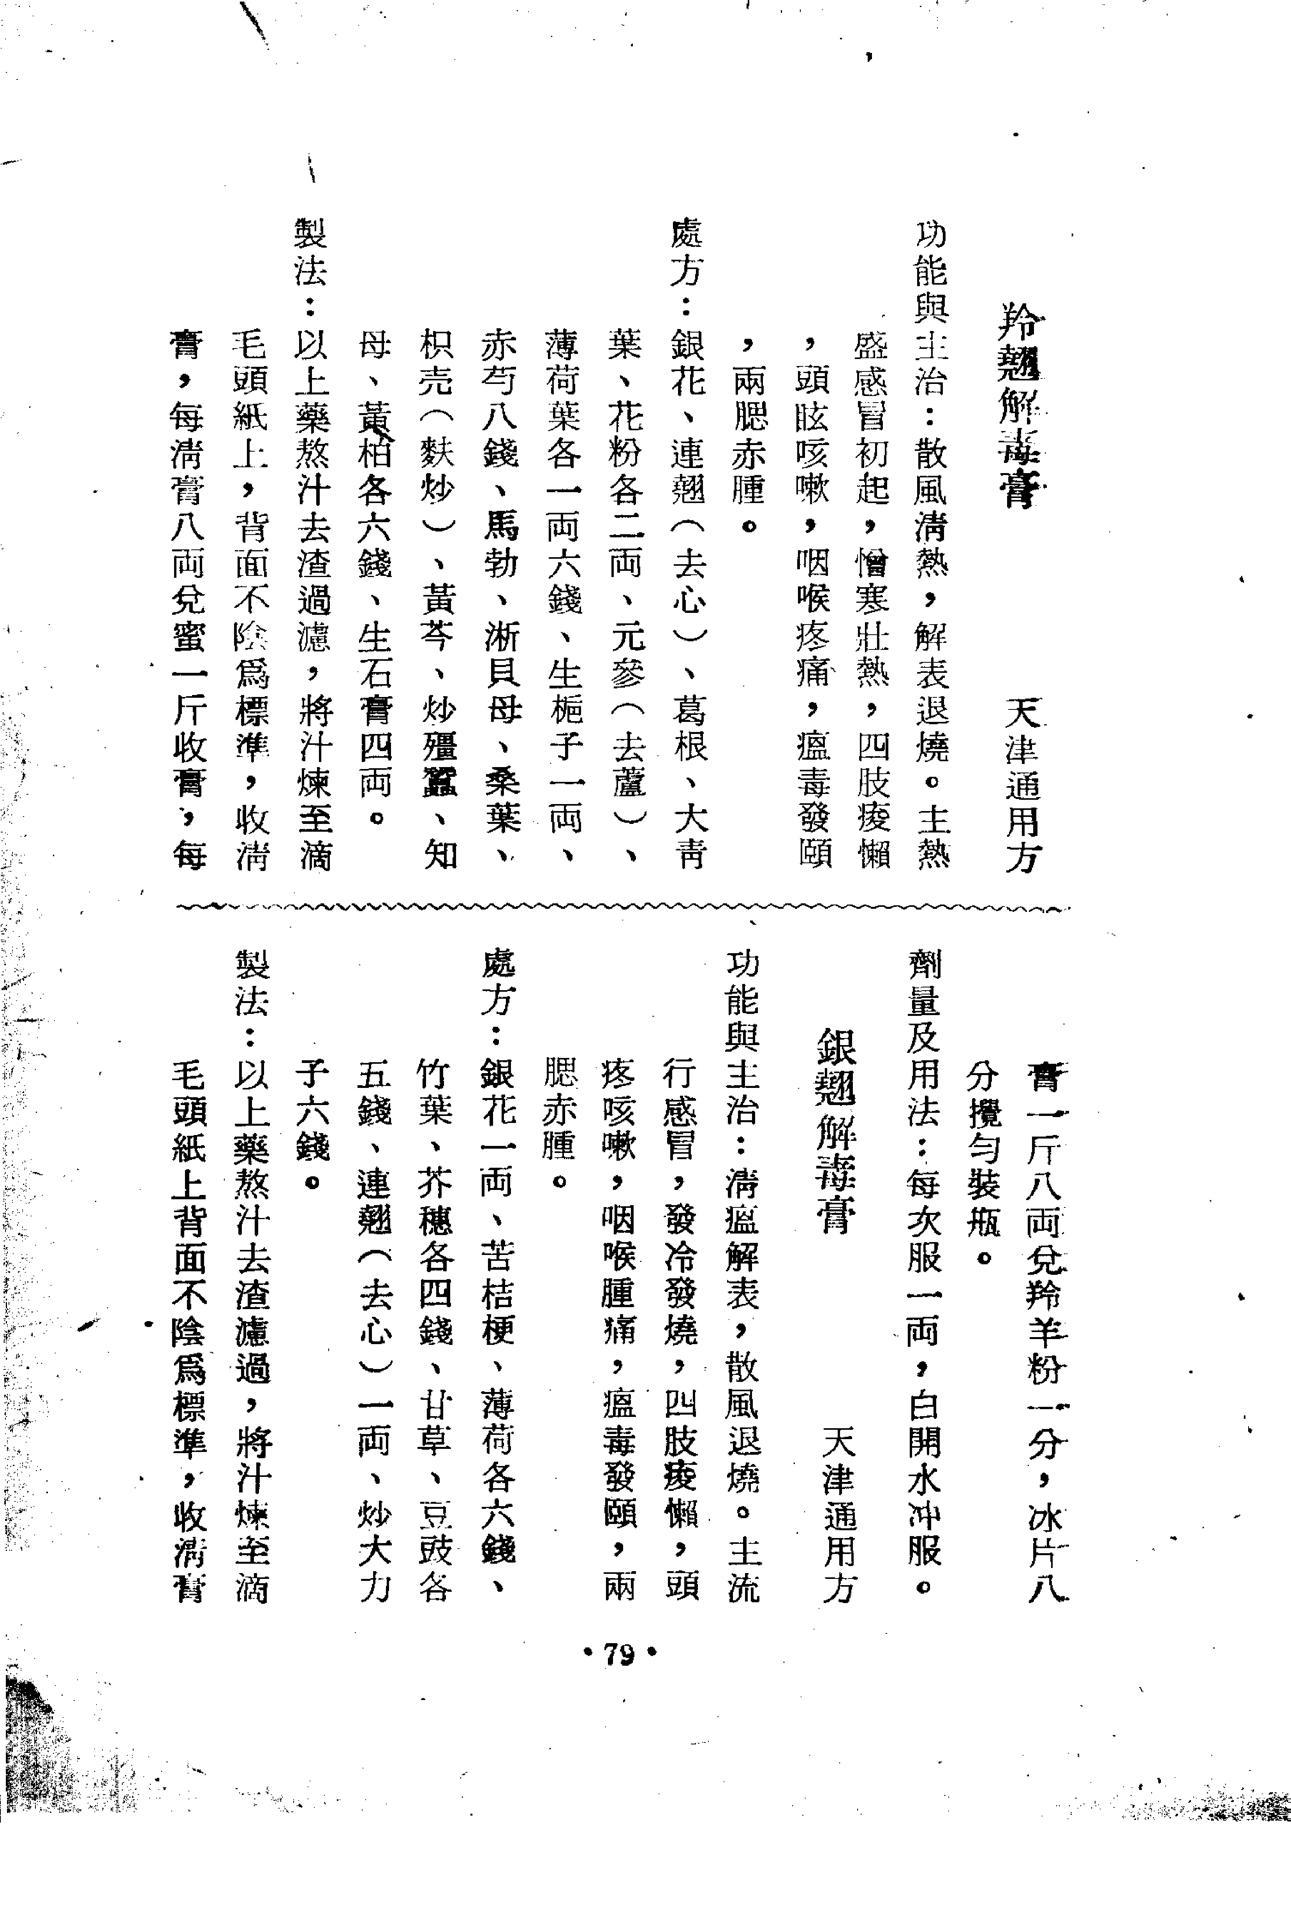 羚翹解毒膏　天津通用方
功能與主治：散風清熱，解表退燒。主熱
盛感冒初起，憎寒壯熱，四肢痠懶
，頭眩咳嗽，咽喉疼痛，瘟毒發頤
，兩腮赤腫。
處方：銀花、連翹（去心）、葛根、大青
葉、花粉各二両、元參（去蘆）、
薄荷葉各一両六錢、生梔子一両、
赤芍八錢、馬勃、淅貝母、桑葉、
枳壳（麩炒）、黃芩、炒殭蠶、知
母、黃柏各六錢、生石膏四両。
製法：以上藥熬汁去渣過濾，將汁煉至滴
毛頭紙上，背面不陰爲標準，收清
膏，每清膏八両兌蜜一斤收膏，每
膏一斤八両兌羚羊粉一分，冰片八
分攪匀裝瓶。
劑量及用法：每次服一両，白開水冲服。
銀翹解毒膏　天津通用方
功能與主治：清瘟解表，散風退燒。主流
行感冒，發冷發燒，四肢痠懶，頭
疼咳嗽，咽喉腫痛，瘟毒發頤，兩
腮赤腫。
處方：銀花一両、苦桔梗、薄荷各六錢、
竹葉、芥穗各四錢、甘草、豆豉各
五錢、連翹（去心）一両、炒大力
子六錢。
製法：以上藥熬汁去渣濾過，將汁煉至滴
毛頭紙上背面不陰爲標準，收清膏
•79•